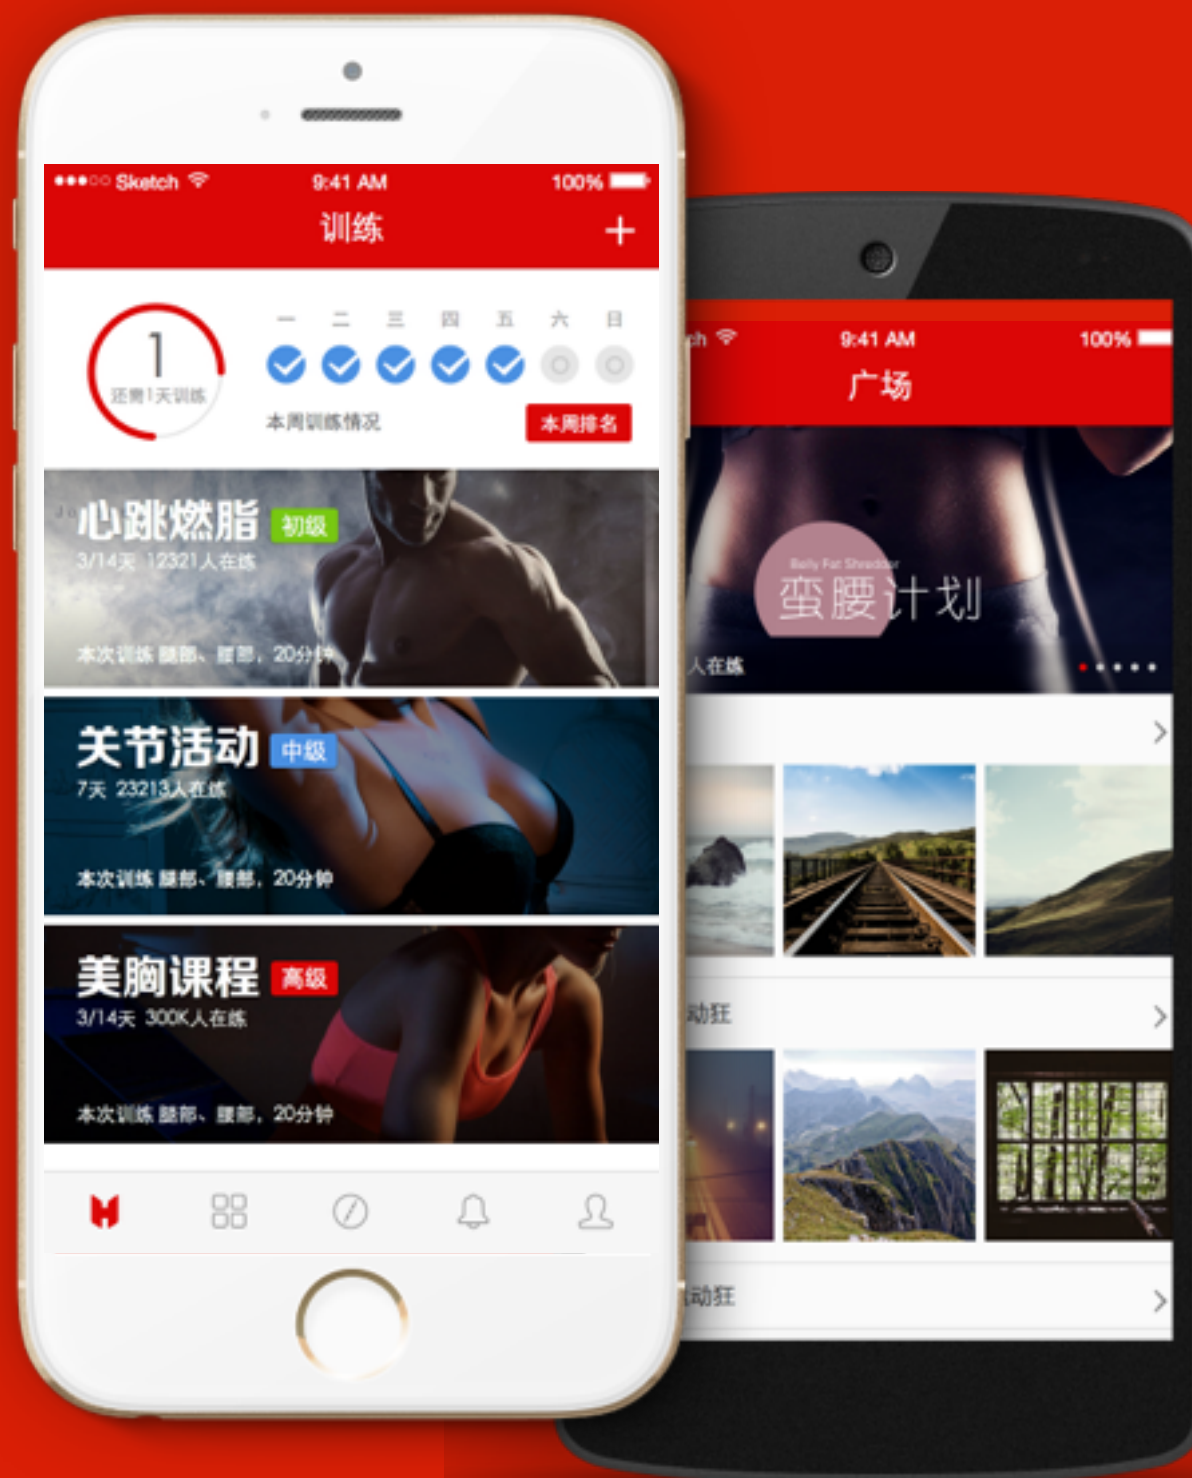 Sketch
9:41 AM
100%
训练
+
一 二 三 四 五 六 日
1
还需1天训练
本周训练情况
本周排名
心跳燃脂 初级
3/14天 12321人在练
本次训练 腿部、腰部，20分钟
关节活动 中级
7天 23213人在练
本次训练 腿部、腰部，20分钟
美胸课程 高级
3/14天 300K人在练
本次训练 腿部、腰部，20分钟
ch
9:41 AM
100%
广场
Belly Fat Shredder
蛮腰计划
人在练
动狂
动狂